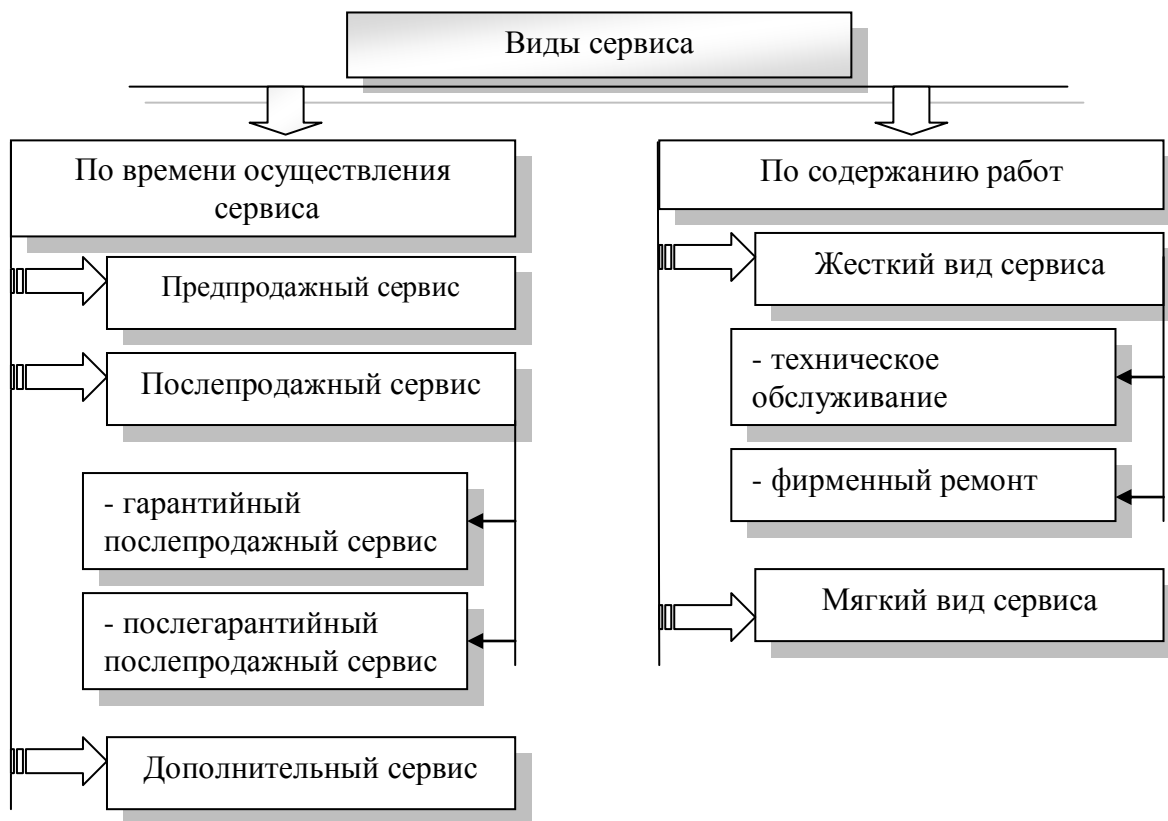 Виды сервиса
По времени осуществления
сервиса
Предпродажный сервис
Послепродажный сервис
- гарантийный
послепродажный сервис
- послегарантийный
послепродажный сервис
Дополнительный сервис
По содержанию работ
Жесткий вид сервиса
- техническое
обслуживание
- фирменный ремонт
Мягкий вид сервиса